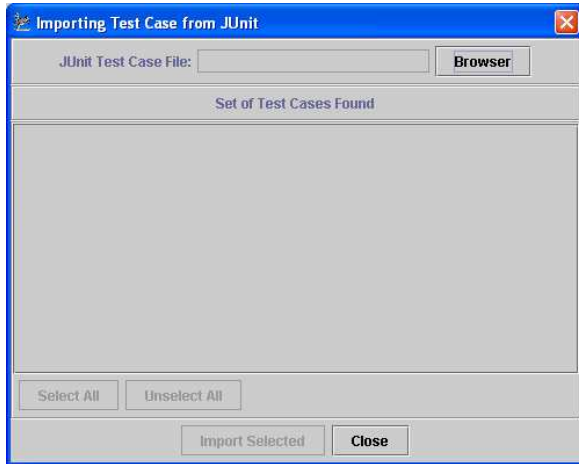 Importing Test Case from JUnit
JUnit Test Case File: Browser
Set of Test Cases Found
Select All Unselect All
Import Selected Close